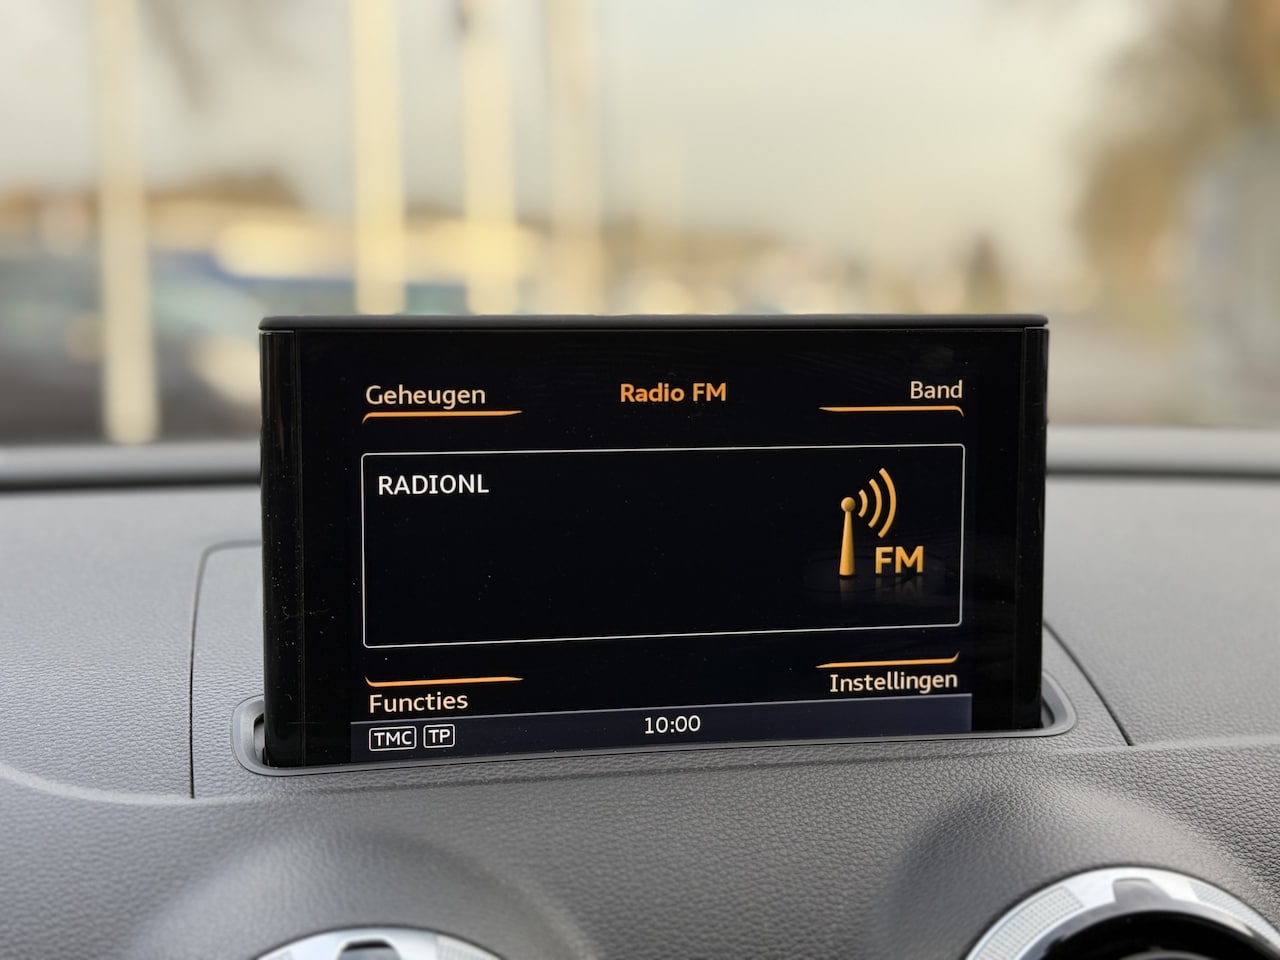 Geheugen Radio FM Band
RADIONL
FM
Functies Instellingen
TMC TP 10:00